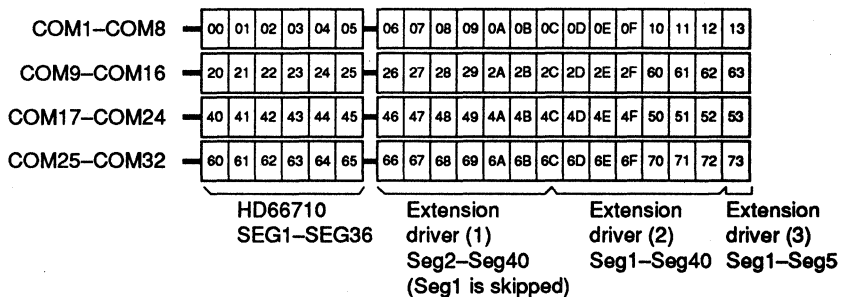 COM1–COM8 00 01 02 03 04 05 06 07 08 09 0A 0B 0C 0D 0E 0F 10 11 12 13
COM9–COM16 20 21 22 23 24 25 26 27 28 29 2A 2B 2C 2D 2E 2F 60 61 62 63
COM17–COM24 40 41 42 43 44 45 46 47 48 49 4A 4B 4C 4D 4E 4F 50 51 52 53
COM25–COM32 60 61 62 63 64 65 66 67 68 69 6A 6B 6C 6D 6E 6F 70 71 72 73
HD66710
SEG1–SEG36
Extension
driver (1)
Seg2–Seg40
(Seg1 is skipped)
Extension
driver (2)
Seg1–Seg40
Extension
driver (3)
Seg1–Seg5